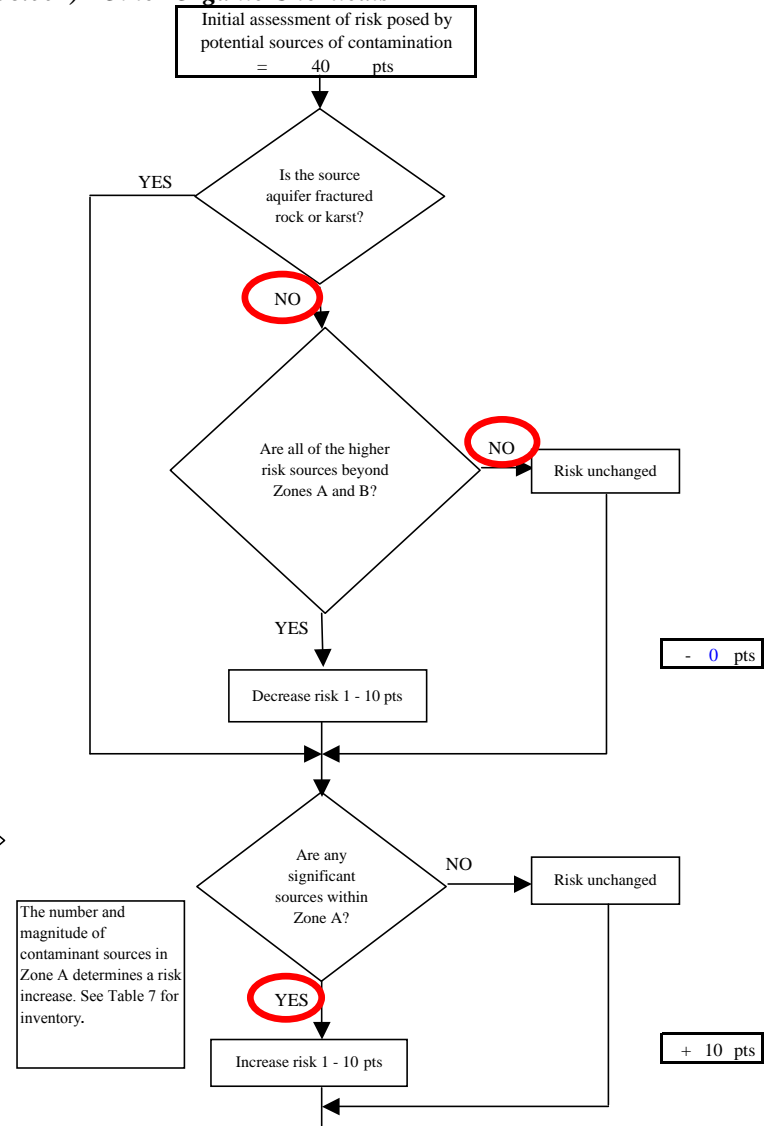 Initial assessment of risk posed by
potential sources of contamination
= 40 pts
Is the source
aquifer fractured
rock or karst?
YES
NO
Are all of the higher
risk sources beyond
Zones A and B?
NO
Risk unchanged
YES
- 0 pts
Decrease risk 1 - 10 pts
Are any
significant
sources within
Zone A?
NO
Risk unchanged
The number and
magnitude of
contaminant sources in
Zone A determines a risk
increase. See Table 7 for
inventory.
YES
Increase risk 1 - 10 pts
+ 10 pts